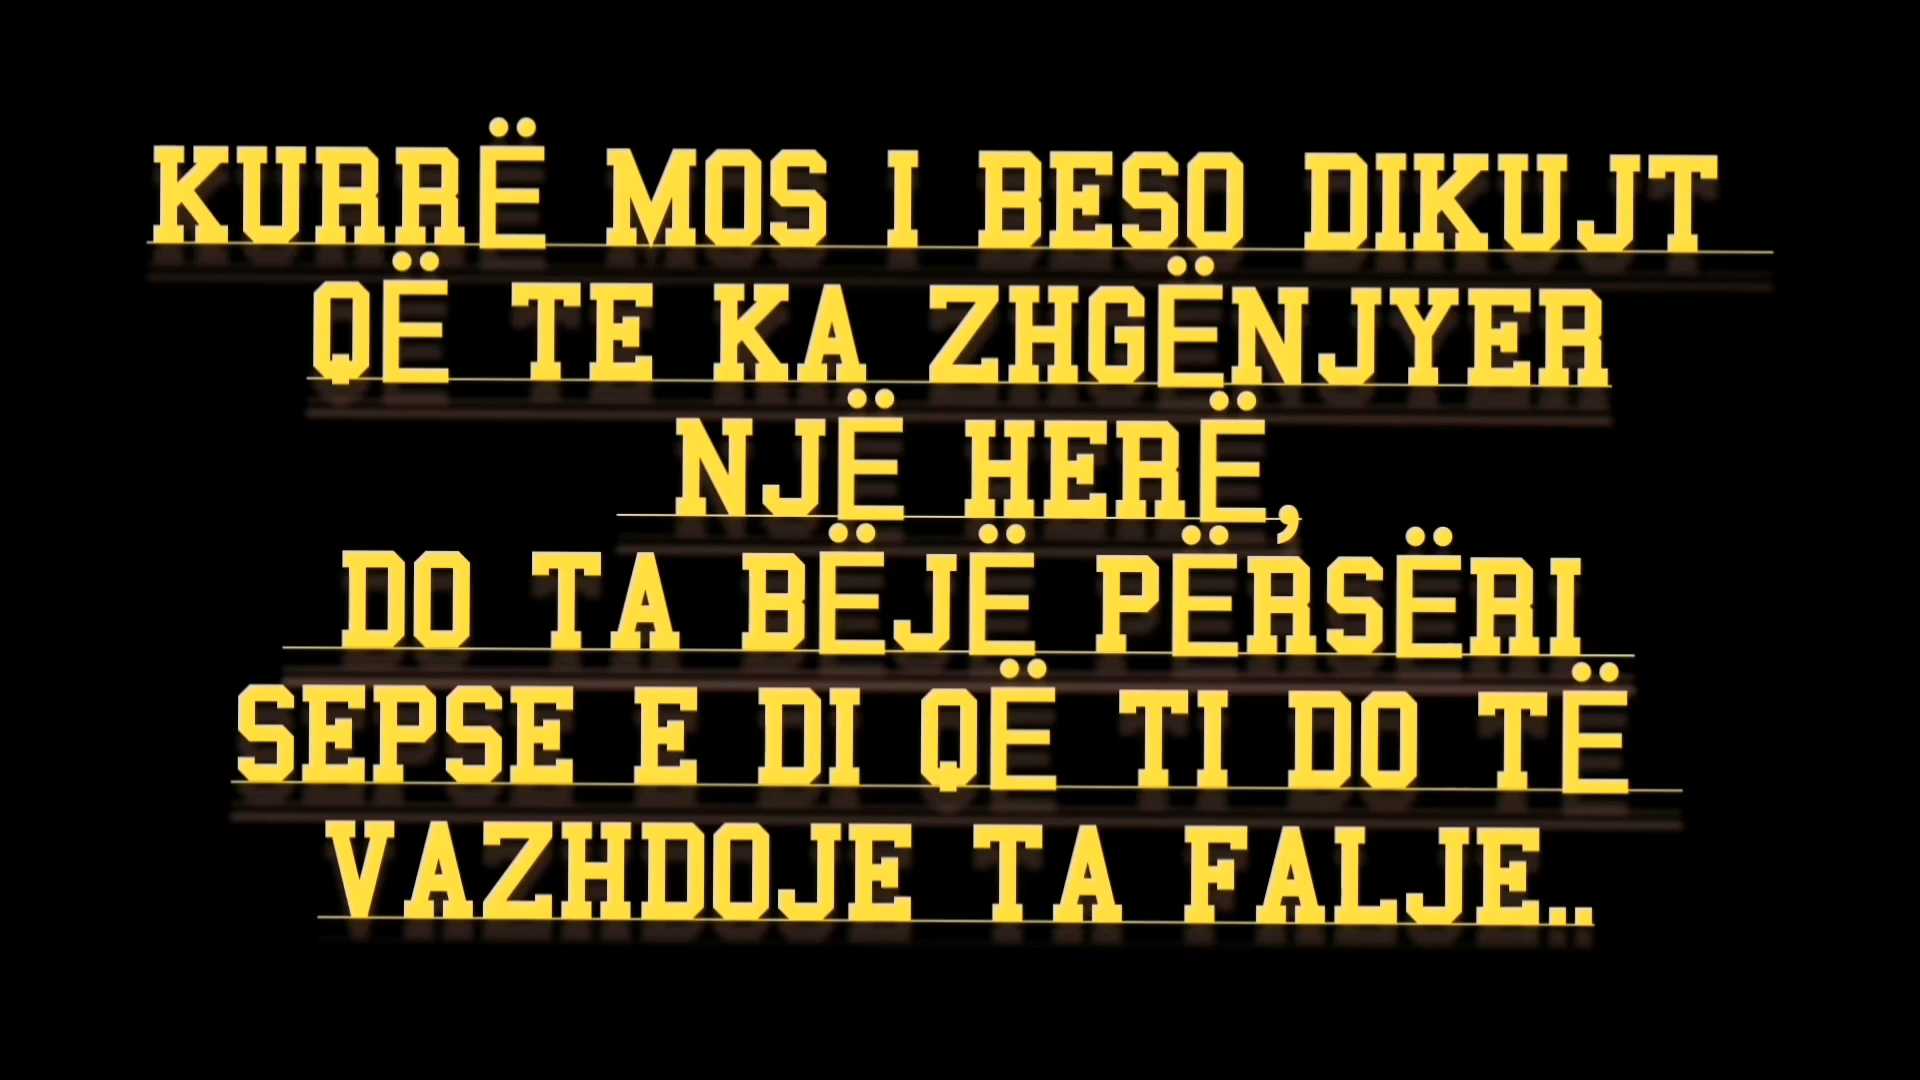 KURRË MOS I BESO DIKUJT
QË TE KA ZHGËNJYER
NJË HERË,
DO TA BËJË PËRSËRI
SEPSE E DI QË TI DO TË
VAZHDOJE TA FALJE..